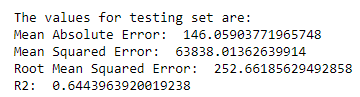 The values for testing set are:
Mean Absolute Error:  146.05903771965748
Mean Squared Error:  63838.01362639914
Root Mean Squared Error:  252.66185629492858
R2:  0.6443963920019238